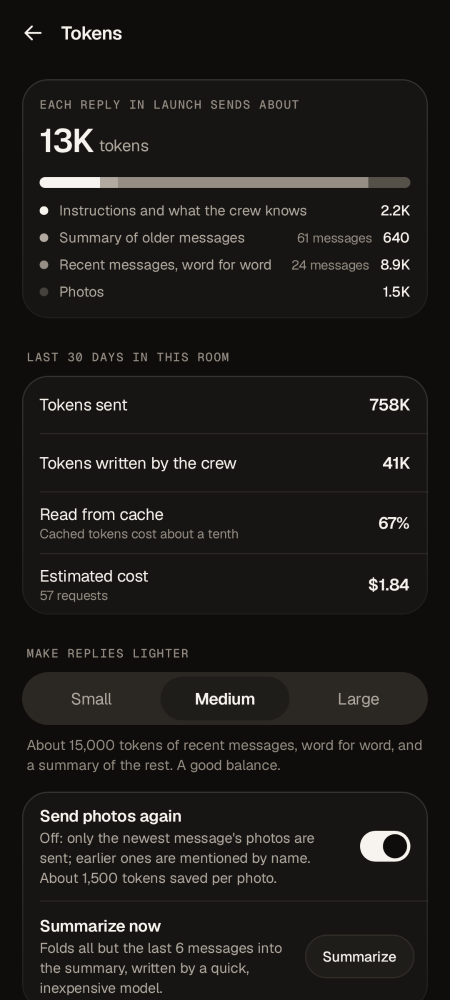 Tokens
EACH REPLY IN LAUNCH SENDS ABOUT
13K tokens
Instructions and what the crew knows 2.2K
Summary of older messages 61 messages 640
Recent messages, word for word 24 messages 8.9K
Photos 1.5K
LAST 30 DAYS IN THIS ROOM
Tokens sent 758K
Tokens written by the crew 41K
Read from cache 67%
Cached tokens cost about a tenth
Estimated cost $1.84
57 requests
MAKE REPLIES LIGHTER
Small Medium Large
About 15,000 tokens of recent messages, word for word, and
a summary of the rest. A good balance.
Send photos again
Off: only the newest message's photos are
sent; earlier ones are mentioned by name.
About 1,500 tokens saved per photo.
Summarize now
Folds all but the last 6 messages into
the summary, written by a quick,
inexpensive model.
Summarize